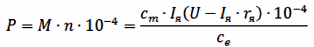 P = M · n · 10⁻⁴ = cₘ · Iя(U − Iя · rя) · 10⁻⁴ / cₑ